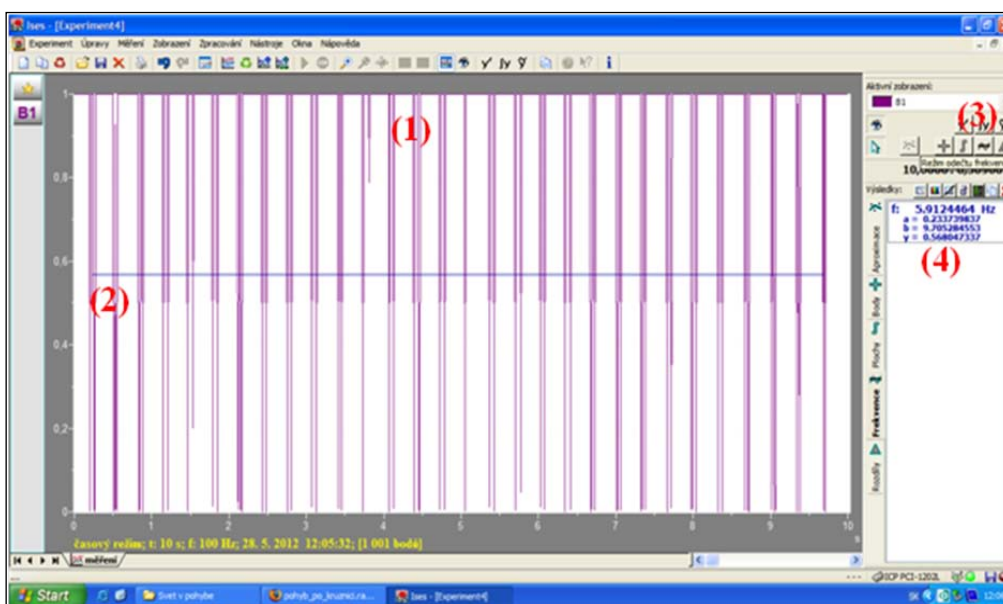 Ises - [Experiment4]
Experiment Úpravy Měření Zobrazení Zpracování Nástroje Okna Nápověda
B1
1
0,8
0,6
0,4
0,2
0
(1)
(2)
0 1 2 3 4 5 6 7 8 9 10
s
časový režim; t: 10 s; f: 100 Hz; 28. 5. 2012 12:05:32; [1 001 bodů]
měření
Aktivní zobrazení:
B1
(3)
Režim odečtu frekvence
Výsledky:
f: 5.9124464 Hz
a = 0.233739837
b = 9.705284553
y = 0.568047337
(4)
Aproximace
Body
Plochy
Frekvence
Rozdíly
ICP PCI-1202L
Start
Svet v pohybe
pohyb_po_kruznici.ra...
Ises - [Experiment4]
SK